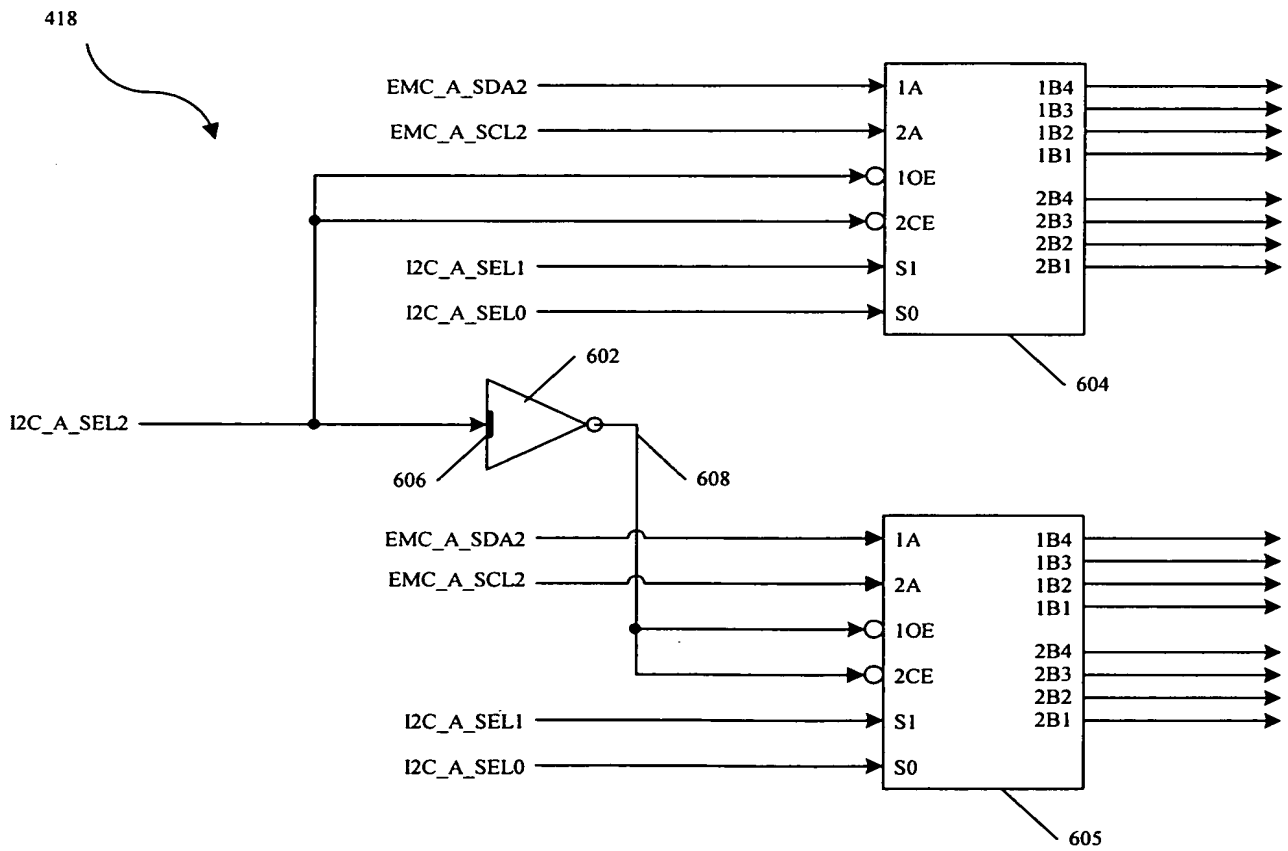 418
EMC_A_SDA2
EMC_A_SCL2
I2C_A_SEL1
I2C_A_SEL0
1A
2A
1OE
2CE
S1
S0
1B4
1B3
1B2
1B1
2B4
2B3
2B2
2B1
604
602
I2C_A_SEL2
606
608
EMC_A_SDA2
EMC_A_SCL2
I2C_A_SEL1
I2C_A_SEL0
1A
2A
1OE
2CE
S1
S0
1B4
1B3
1B2
1B1
2B4
2B3
2B2
2B1
605